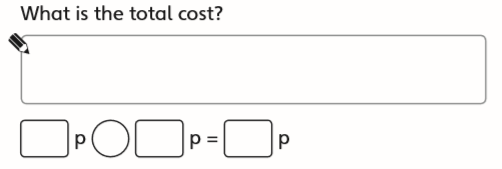 What is the total cost?
p p = p